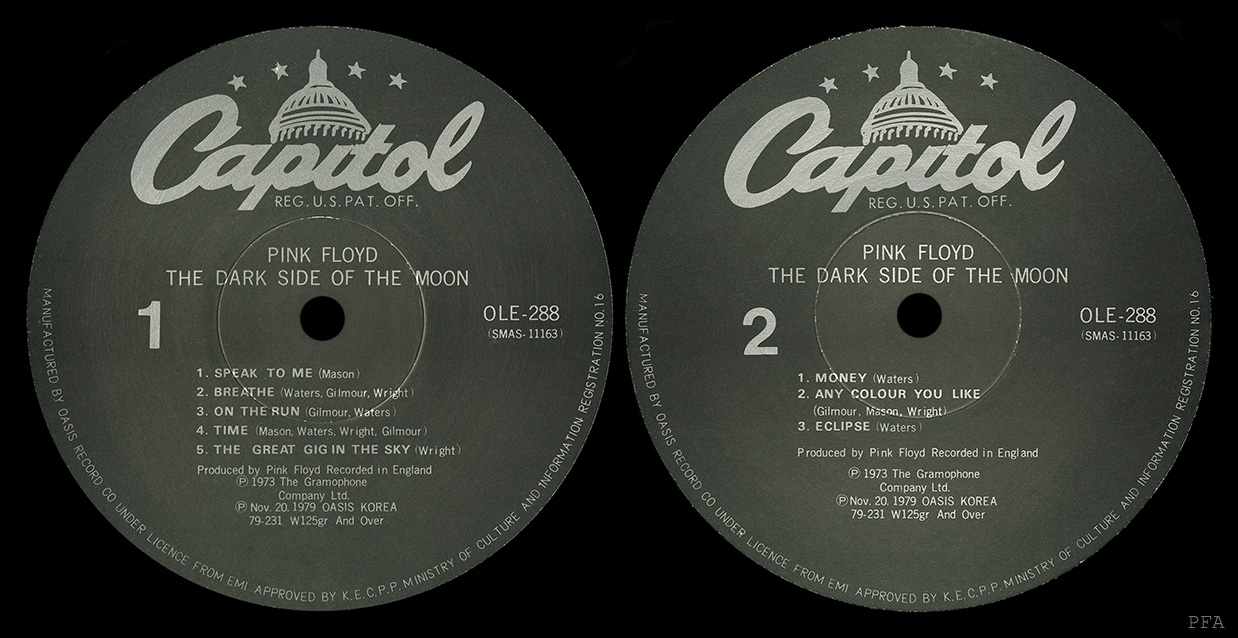 Capitol
REG. U.S. PAT. OFF.
PINK FLOYD
THE DARK SIDE OF THE MOON
1
OLE-288
(SMAS-11163)
1. SPEAK TO ME (Mason)
2. BREATHE (Waters, Gilmour, Wright)
3. ON THE RUN (Gilmour, Waters)
4. TIME (Mason, Waters, Wright, Gilmour)
5. THE GREAT GIG IN THE SKY (Wright)
Produced by Pink Floyd Recorded in England
Ⓟ 1973 The Gramophone
Company Ltd.
Ⓟ Nov. 20. 1979 OASIS KOREA
79-231 W125gr And Over
MANUFACTURED BY OASIS RECORD CO UNDER LICENCE FROM EMI APPROVED BY K.E.C.P.P. MINISTRY OF CULTURE AND INFORMATION REGISTRATION NO. 16
Capitol
REG. U.S. PAT. OFF.
PINK FLOYD
THE DARK SIDE OF THE MOON
2
OLE-288
(SMAS-11163)
1. MONEY (Waters)
2. ANY COLOUR YOU LIKE
(Gilmour, Mason, Wright)
3. ECLIPSE (Waters)
Produced by Pink Floyd Recorded in England
Ⓟ 1973 The Gramophone
Company Ltd.
Ⓟ Nov. 20. 1979 OASIS KOREA
79-231 W125gr And Over
MANUFACTURED BY OASIS RECORD CO UNDER LICENCE FROM EMI APPROVED BY K.E.C.P.P. MINISTRY OF CULTURE AND INFORMATION REGISTRATION NO. 16
PFA